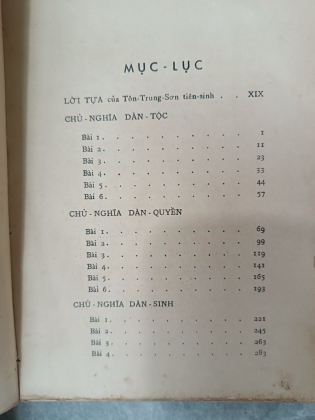 MỤC - LỤC
LỜI TỰA của Tôn-Trung-Sơn tiên-sinh . . XIX
CHỦ - NGHĨA DÂN - TỘC
Bài 1 . . . . . . . . . . 1
Bài 2 . . . . . . . . . . 11
Bài 3 . . . . . . . . . . 23
Bài 4 . . . . . . . . . . 33
Bài 5 . . . . . . . . . . 44
Bài 6 . . . . . . . . . . 57
CHỦ - NGHĨA DÂN - QUYỀN
Bài 1 . . . . . . . . . . 69
Bài 2 . . . . . . . . . . 99
Bài 3 . . . . . . . . . . 119
Bài 4 . . . . . . . . . . 141
Bài 5 . . . . . . . . . . 165
Bài 6 . . . . . . . . . . 193
CHỦ - NGHĨA DÂN - SINH
Bài 1 . . . . . . . . . . 221
Bài 2 . . . . . . . . . . 245
Bài 3 . . . . . . . . . . 263
Bài 4 . . . . . . . . . . 283